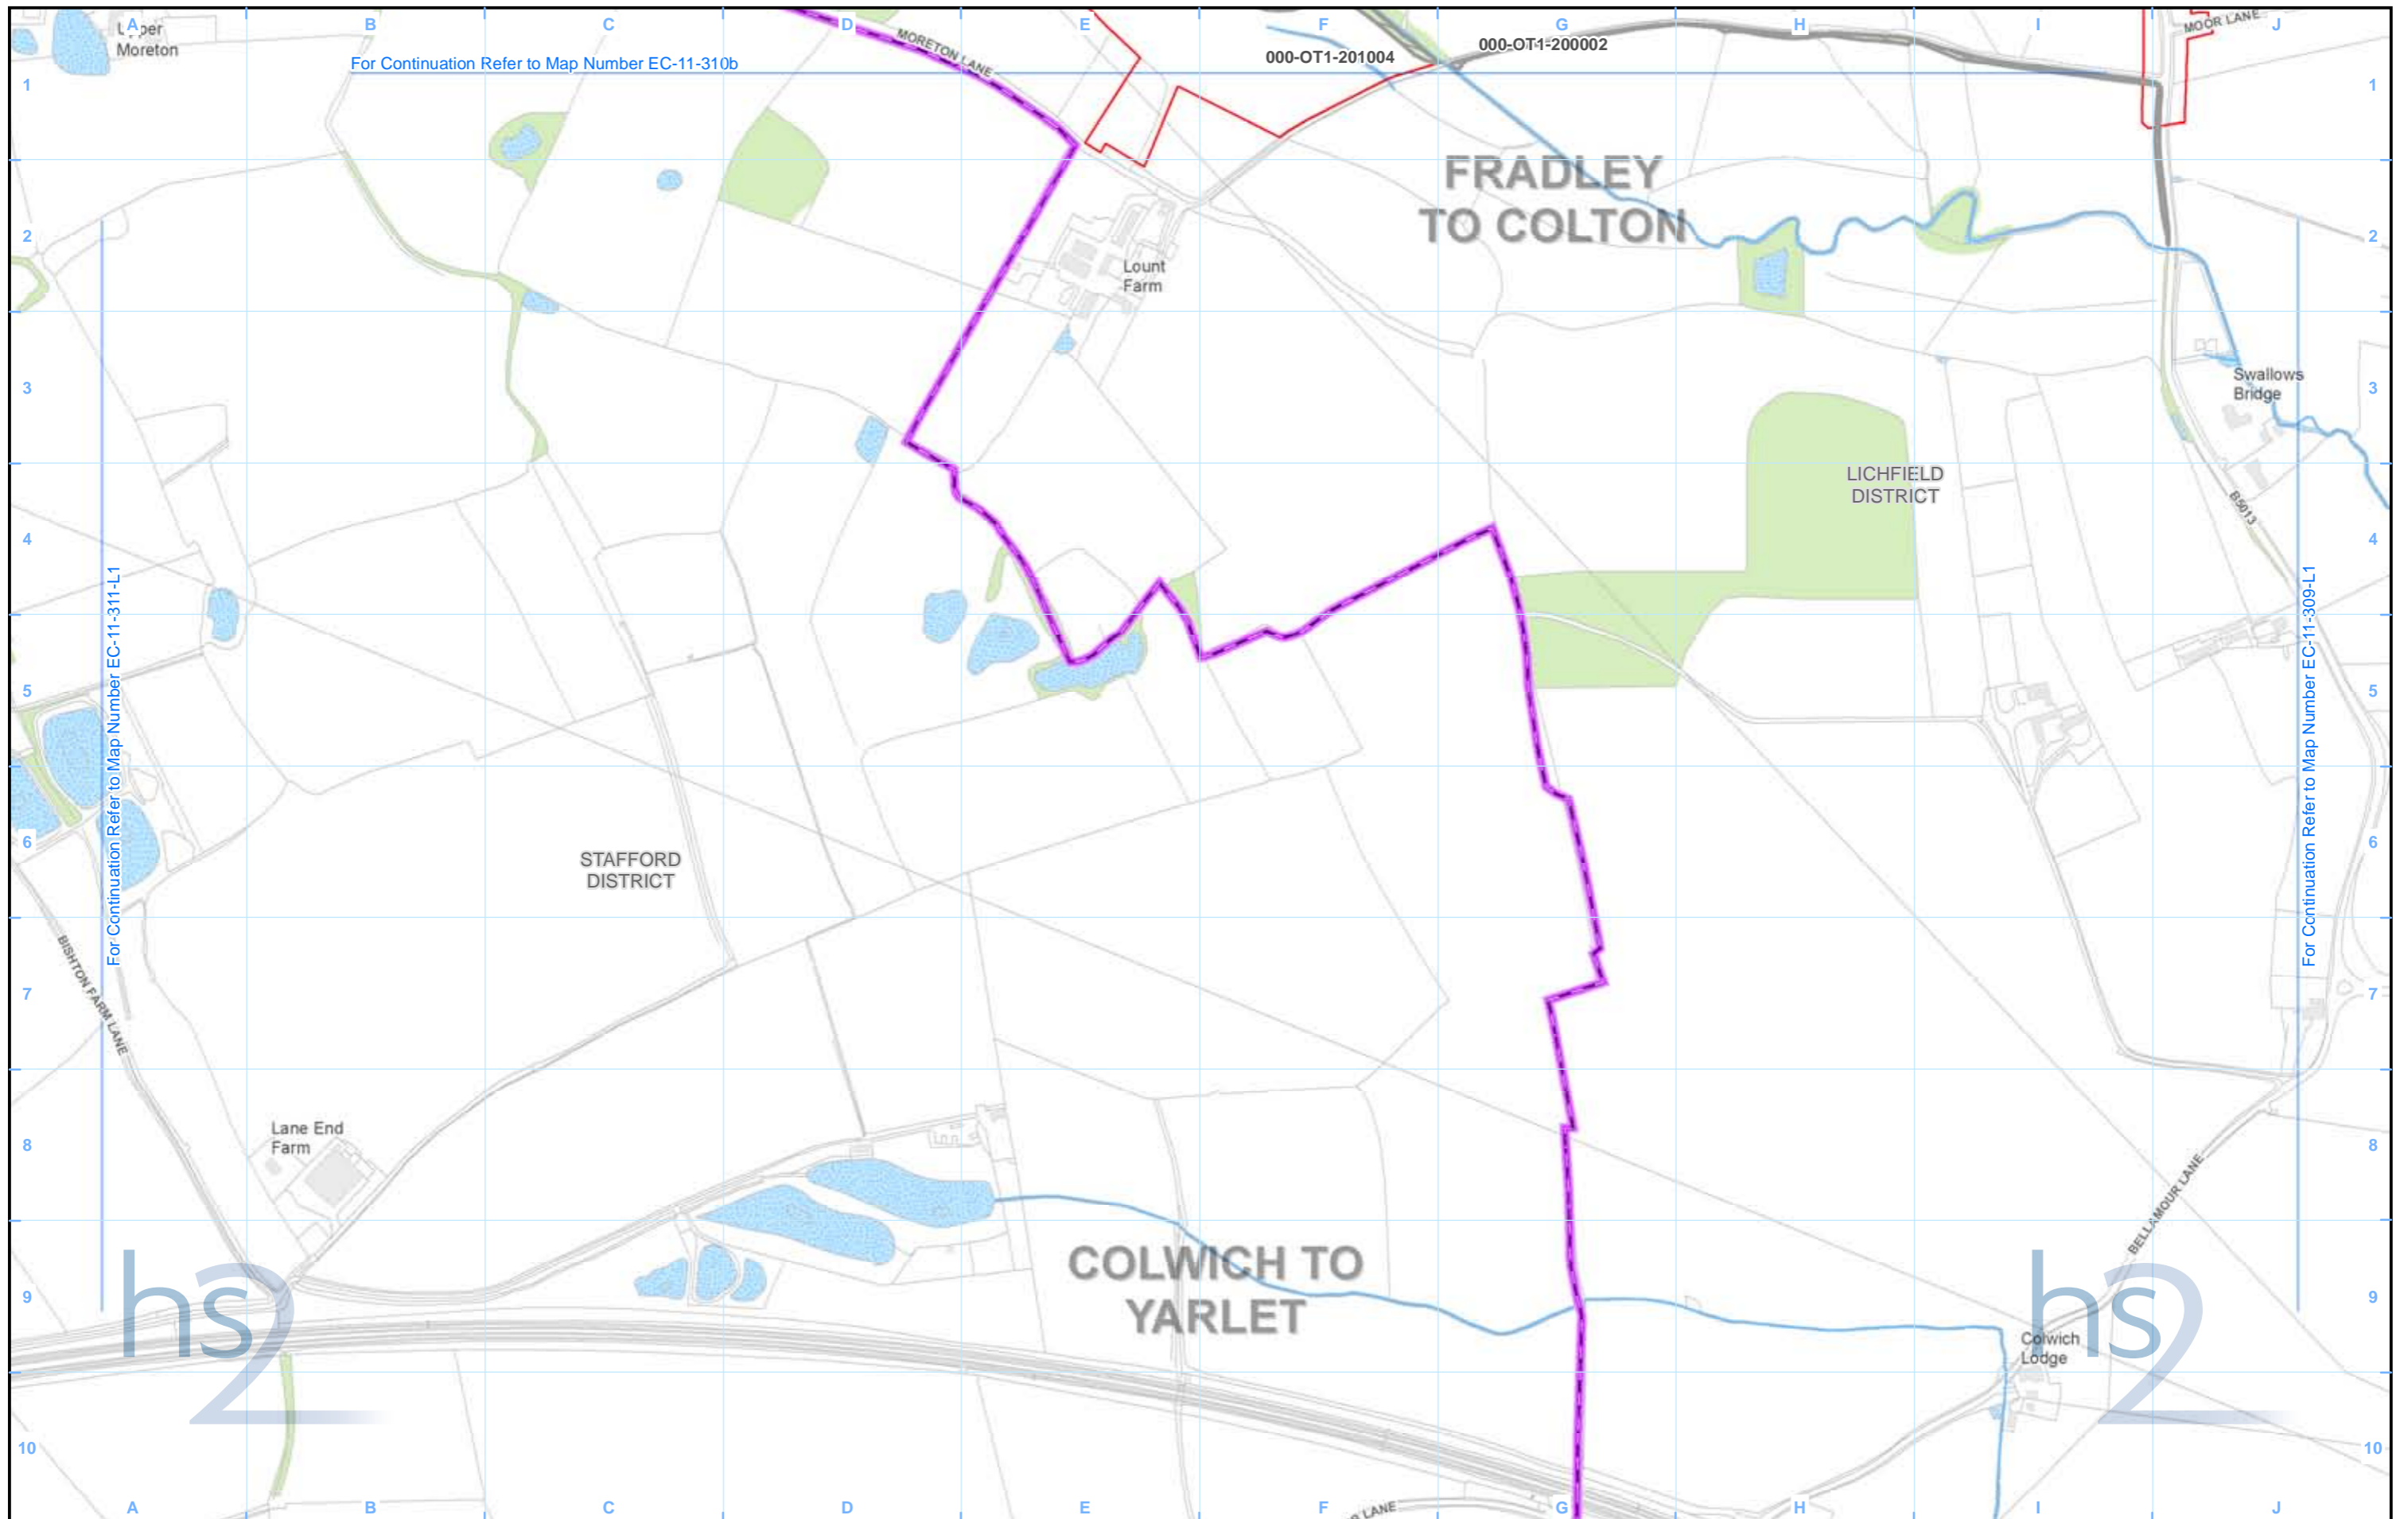 A B C D E F G H I J
Upper
Moreton
MORETON LANE
000-OT1-201004
000-OT1-200002
MOOR LANE
For Continuation Refer to Map Number EC-11-310b
1 1
FRADLEY
TO COLTON
2 2
Lount
Farm
3 3
Swallows
Bridge
LICHFIELD
DISTRICT
B5013
4 4
For Continuation Refer to Map Number EC-11-311-L1
For Continuation Refer to Map Number EC-11-309-L1
5 5
6 6
STAFFORD
DISTRICT
BISHTON FARM LANE
7 7
Lane End
Farm
8 8
BELLAMOUR LANE
COLWICH TO
YARLET
hs2
hs2
9 9
Colwich
Lodge
10 10
LANE
A B C D E F G H I J